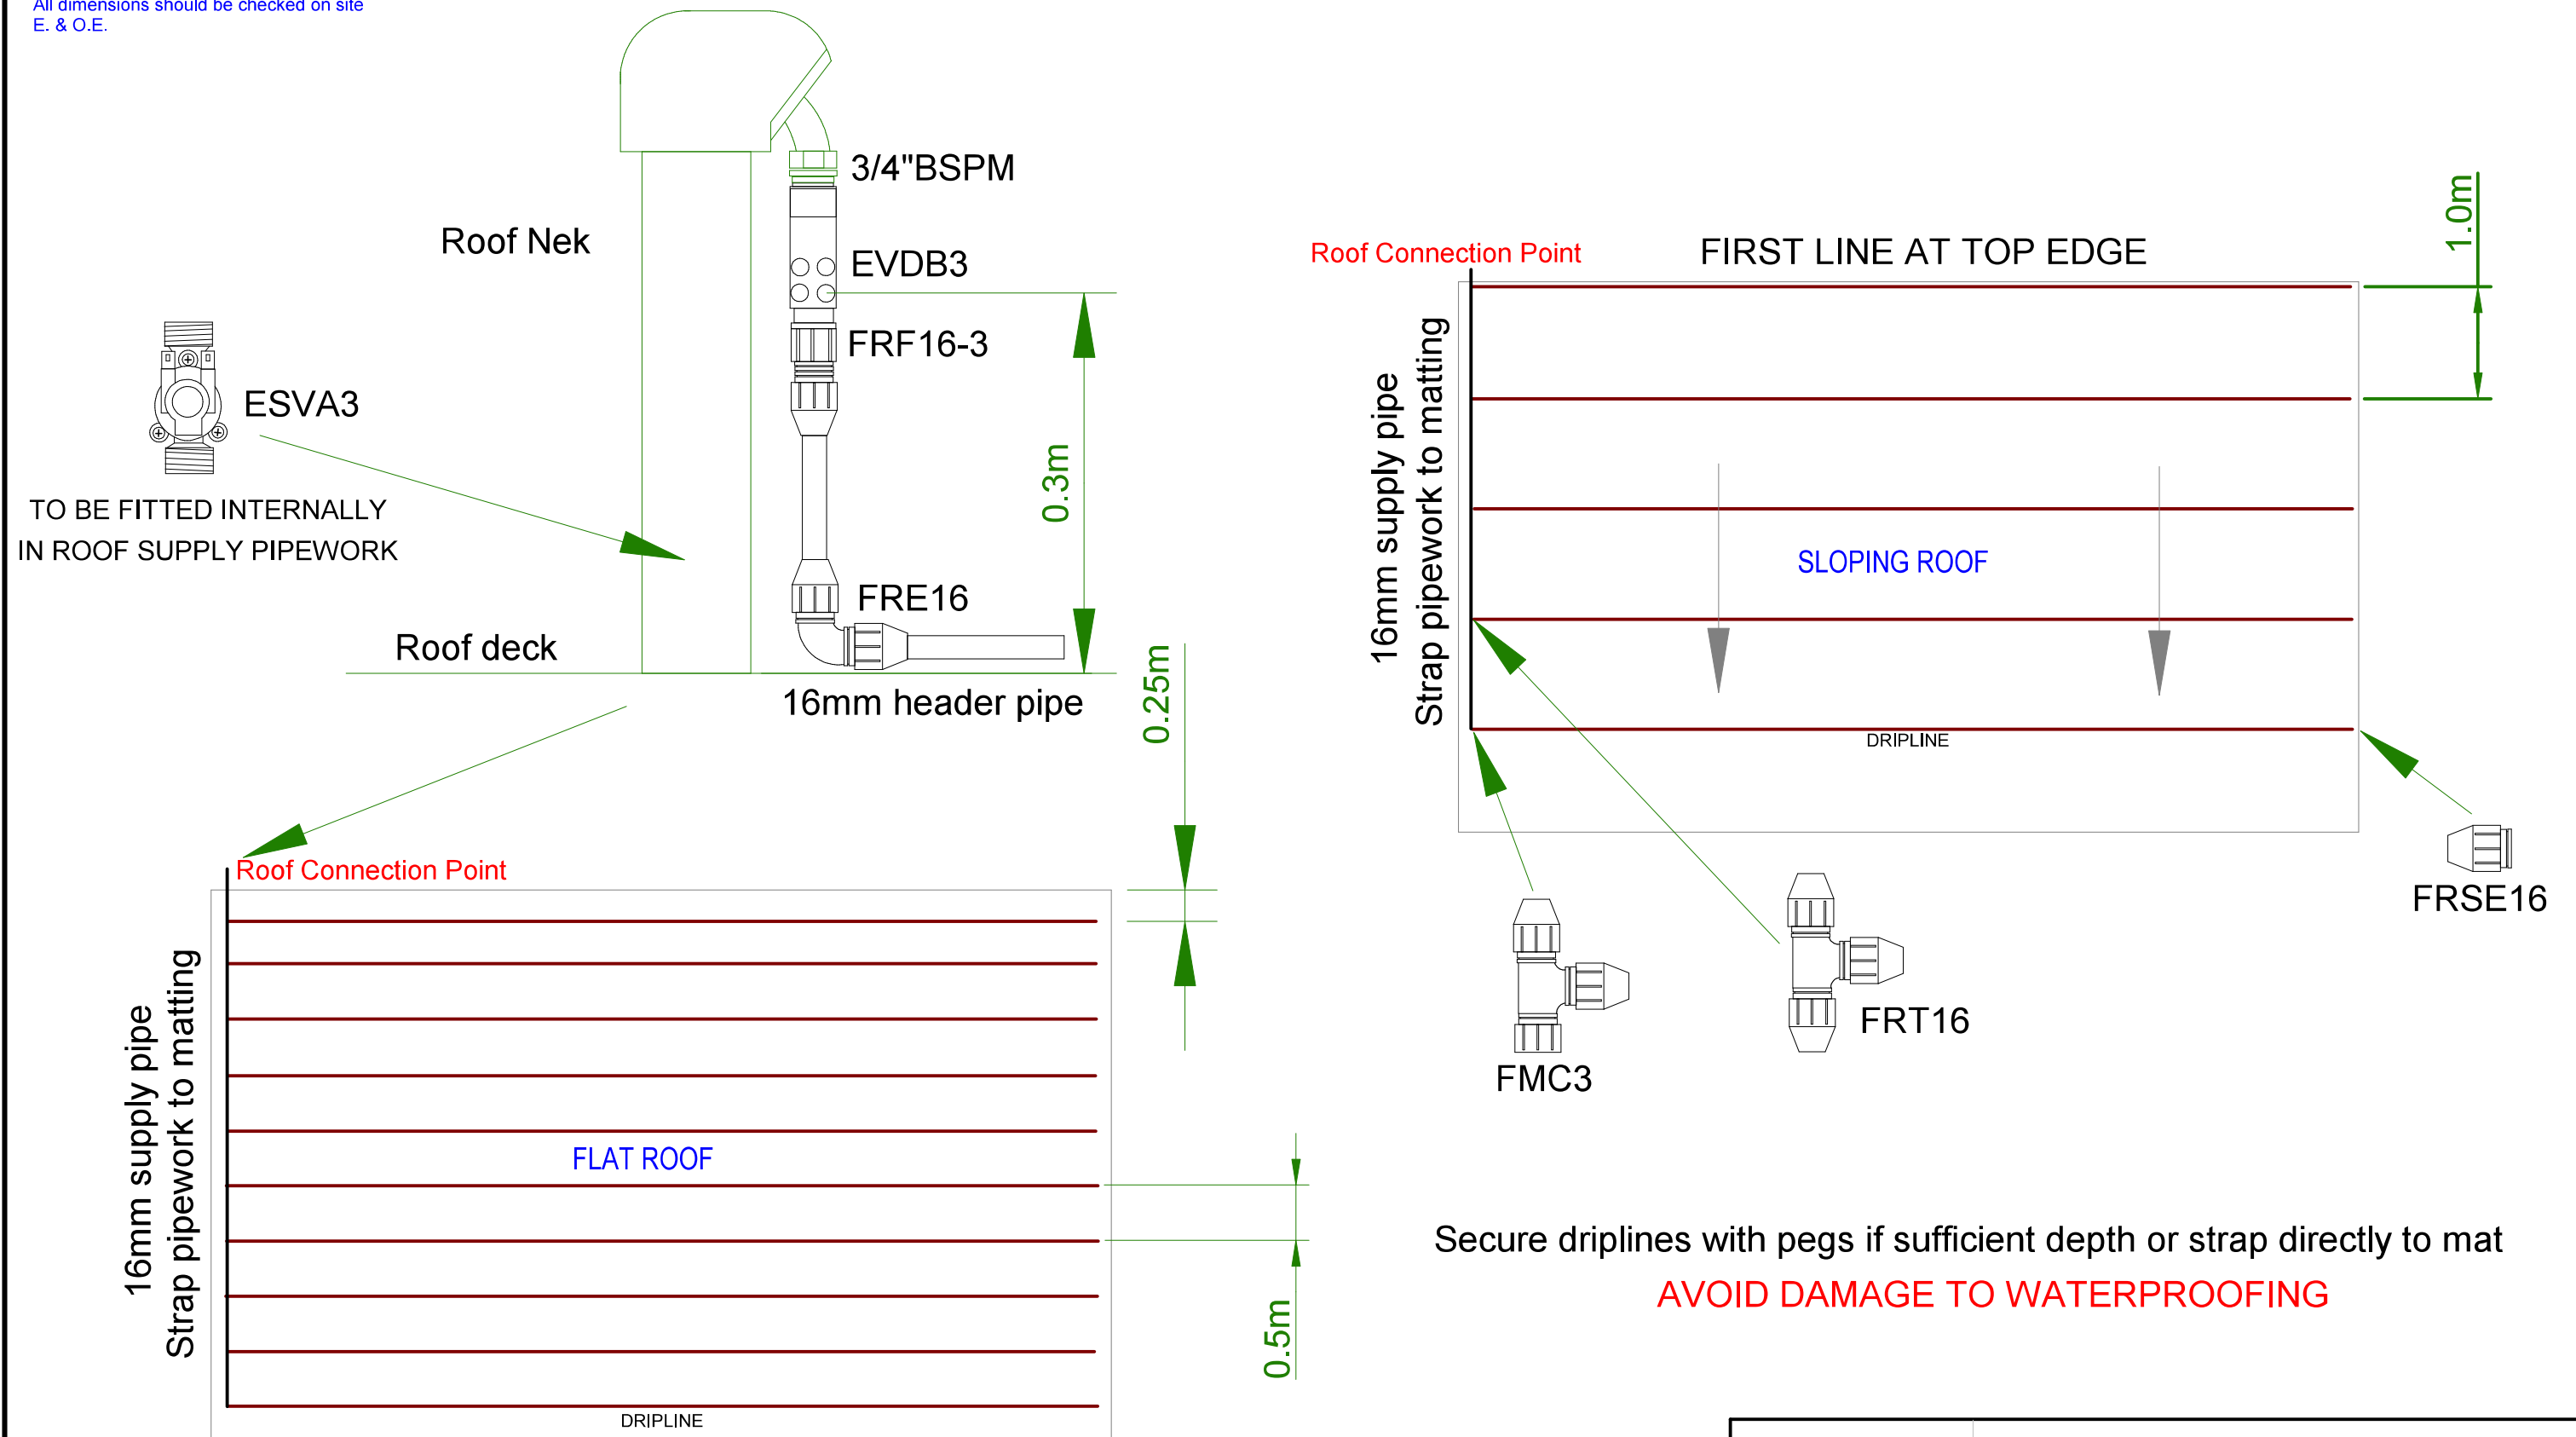 All dimensions should be checked on site
E. & O.E.
3/4"BSPM
Roof Nek
EVDB3
FRF16-3
ESVA3
TO BE FITTED INTERNALLY
IN ROOF SUPPLY PIPEWORK
0.3m
FRE16
Roof deck
16mm header pipe
0.25m
Roof Connection Point
16mm supply pipe
Strap pipework to matting
FLAT ROOF
0.5m
DRIPLINE
Roof Connection Point
FIRST LINE AT TOP EDGE
1.0m
16mm supply pipe
Strap pipework to matting
SLOPING ROOF
DRIPLINE
FRSE16
FRT16
FMC3
Secure driplines with pegs if sufficient depth or strap directly to mat
AVOID DAMAGE TO WATERPROOFING